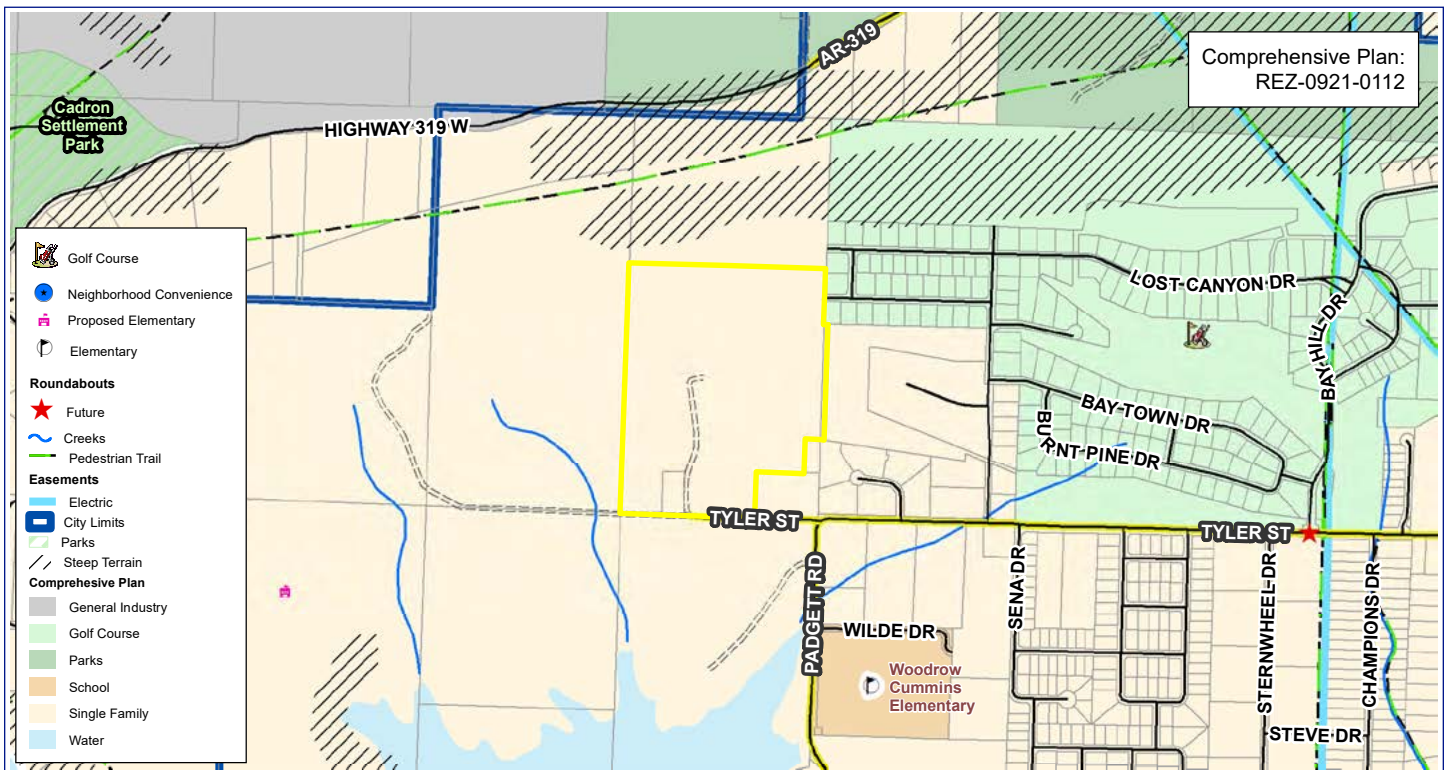 AR-319
Comprehensive Plan:
REZ-0921-0112
Cadron
Settlement
Park
HIGHWAY 319 W
Golf Course
Neighborhood Convenience
Proposed Elementary
Elementary
Roundabouts
Future
Creeks
Pedestrian Trail
Easements
Electric
City Limits
Parks
Steep Terrain
Comprehesive Plan
General Industry
Golf Course
Parks
School
Single Family
Water
LOST CANYON DR
BAY HILL DR
BAY TOWN DR
BURNT PINE DR
TYLER ST
TYLER ST
PADGETT RD
SENA DR
STERNWHEEL DR
CHAMPIONS DR
WILDE DR
Woodrow
Cummins
Elementary
STEVE DR